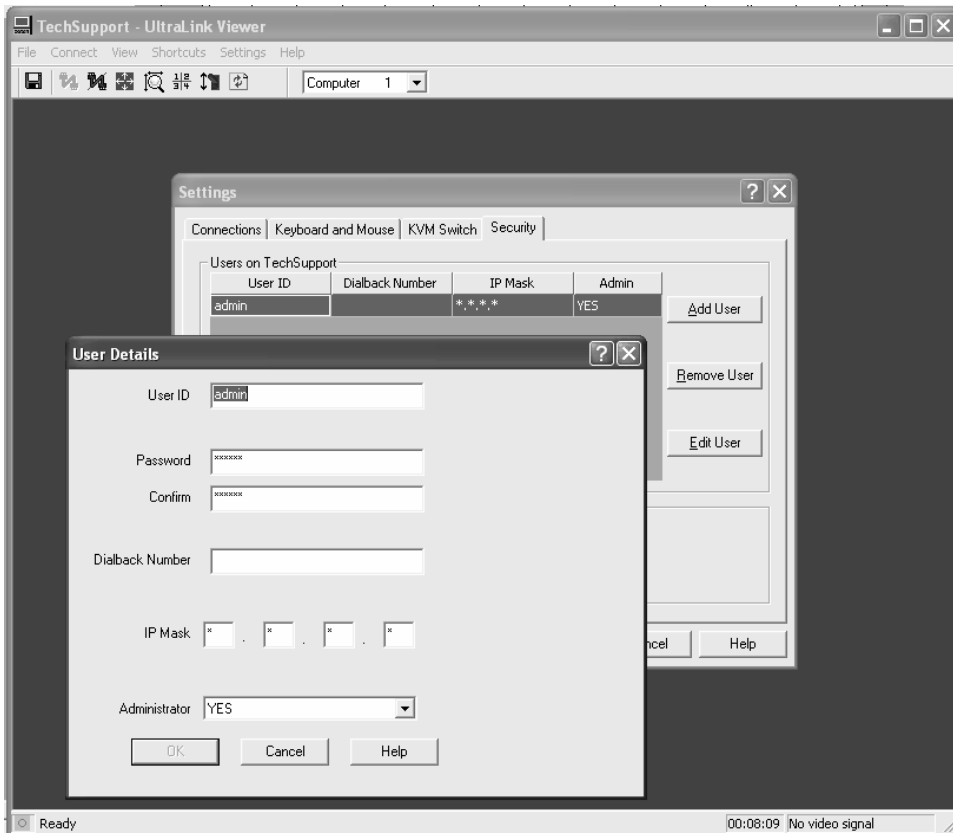 TechSupport - UltraLink Viewer
File Connect View Shortcuts Settings Help
Computer 1
Settings
Connections Keyboard and Mouse KVM Switch Security
Users on TechSupport
User ID Dialback Number IP Mask Admin
admin *.*.*.* YES
Add User
Remove User
Edit User
Help
User Details
User ID admin
Password ******
Confirm ******
Dialback Number
IP Mask * . * . * . *
Administrator YES
OK Cancel Help
Ready 00:08:09 No video signal